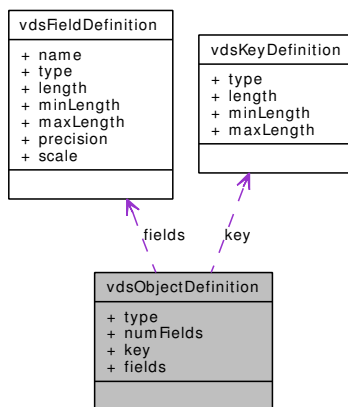 vdsFieldDefinition
+ name
+ type
+ length
+ minLength
+ maxLength
+ precision
+ scale
vdsKeyDefinition
+ type
+ length
+ minLength
+ maxLength
fields
key
vdsObjectDefinition
+ type
+ numFields
+ key
+ fields